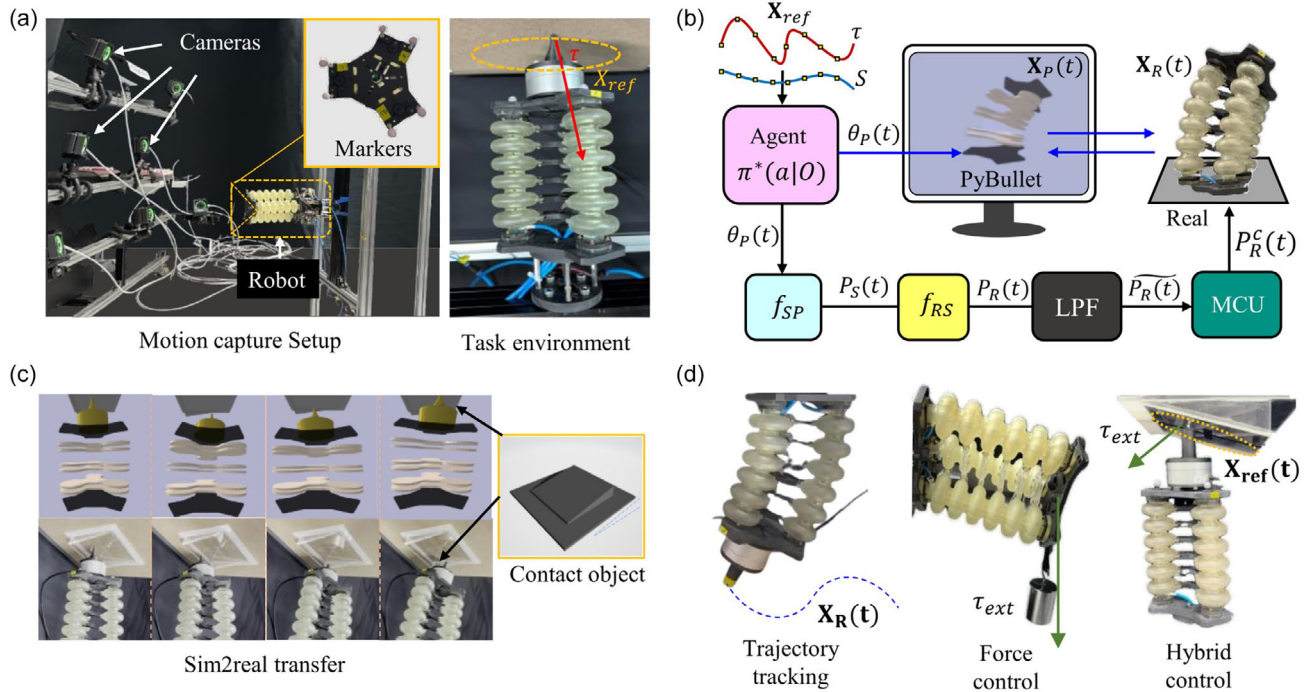 (a)
Cameras
Markers
Robot
Motion capture Setup
τ
X_ref
Task environment
(b)
X_ref
τ
S
Agent
π*(a|O)
θ_P(t)
X_P(t)
PyBullet
X_R(t)
Real
θ_P(t)
P_R^c(t)
f_SP
P_S(t)
f_RS
P_R(t)
LPF
\widetilde{P_R(t)}
MCU
(c)
Contact object
Sim2real transfer
(d)
X_R(t)
Trajectory
tracking
τ_ext
Force
control
τ_ext
X_ref(t)
Hybrid
control